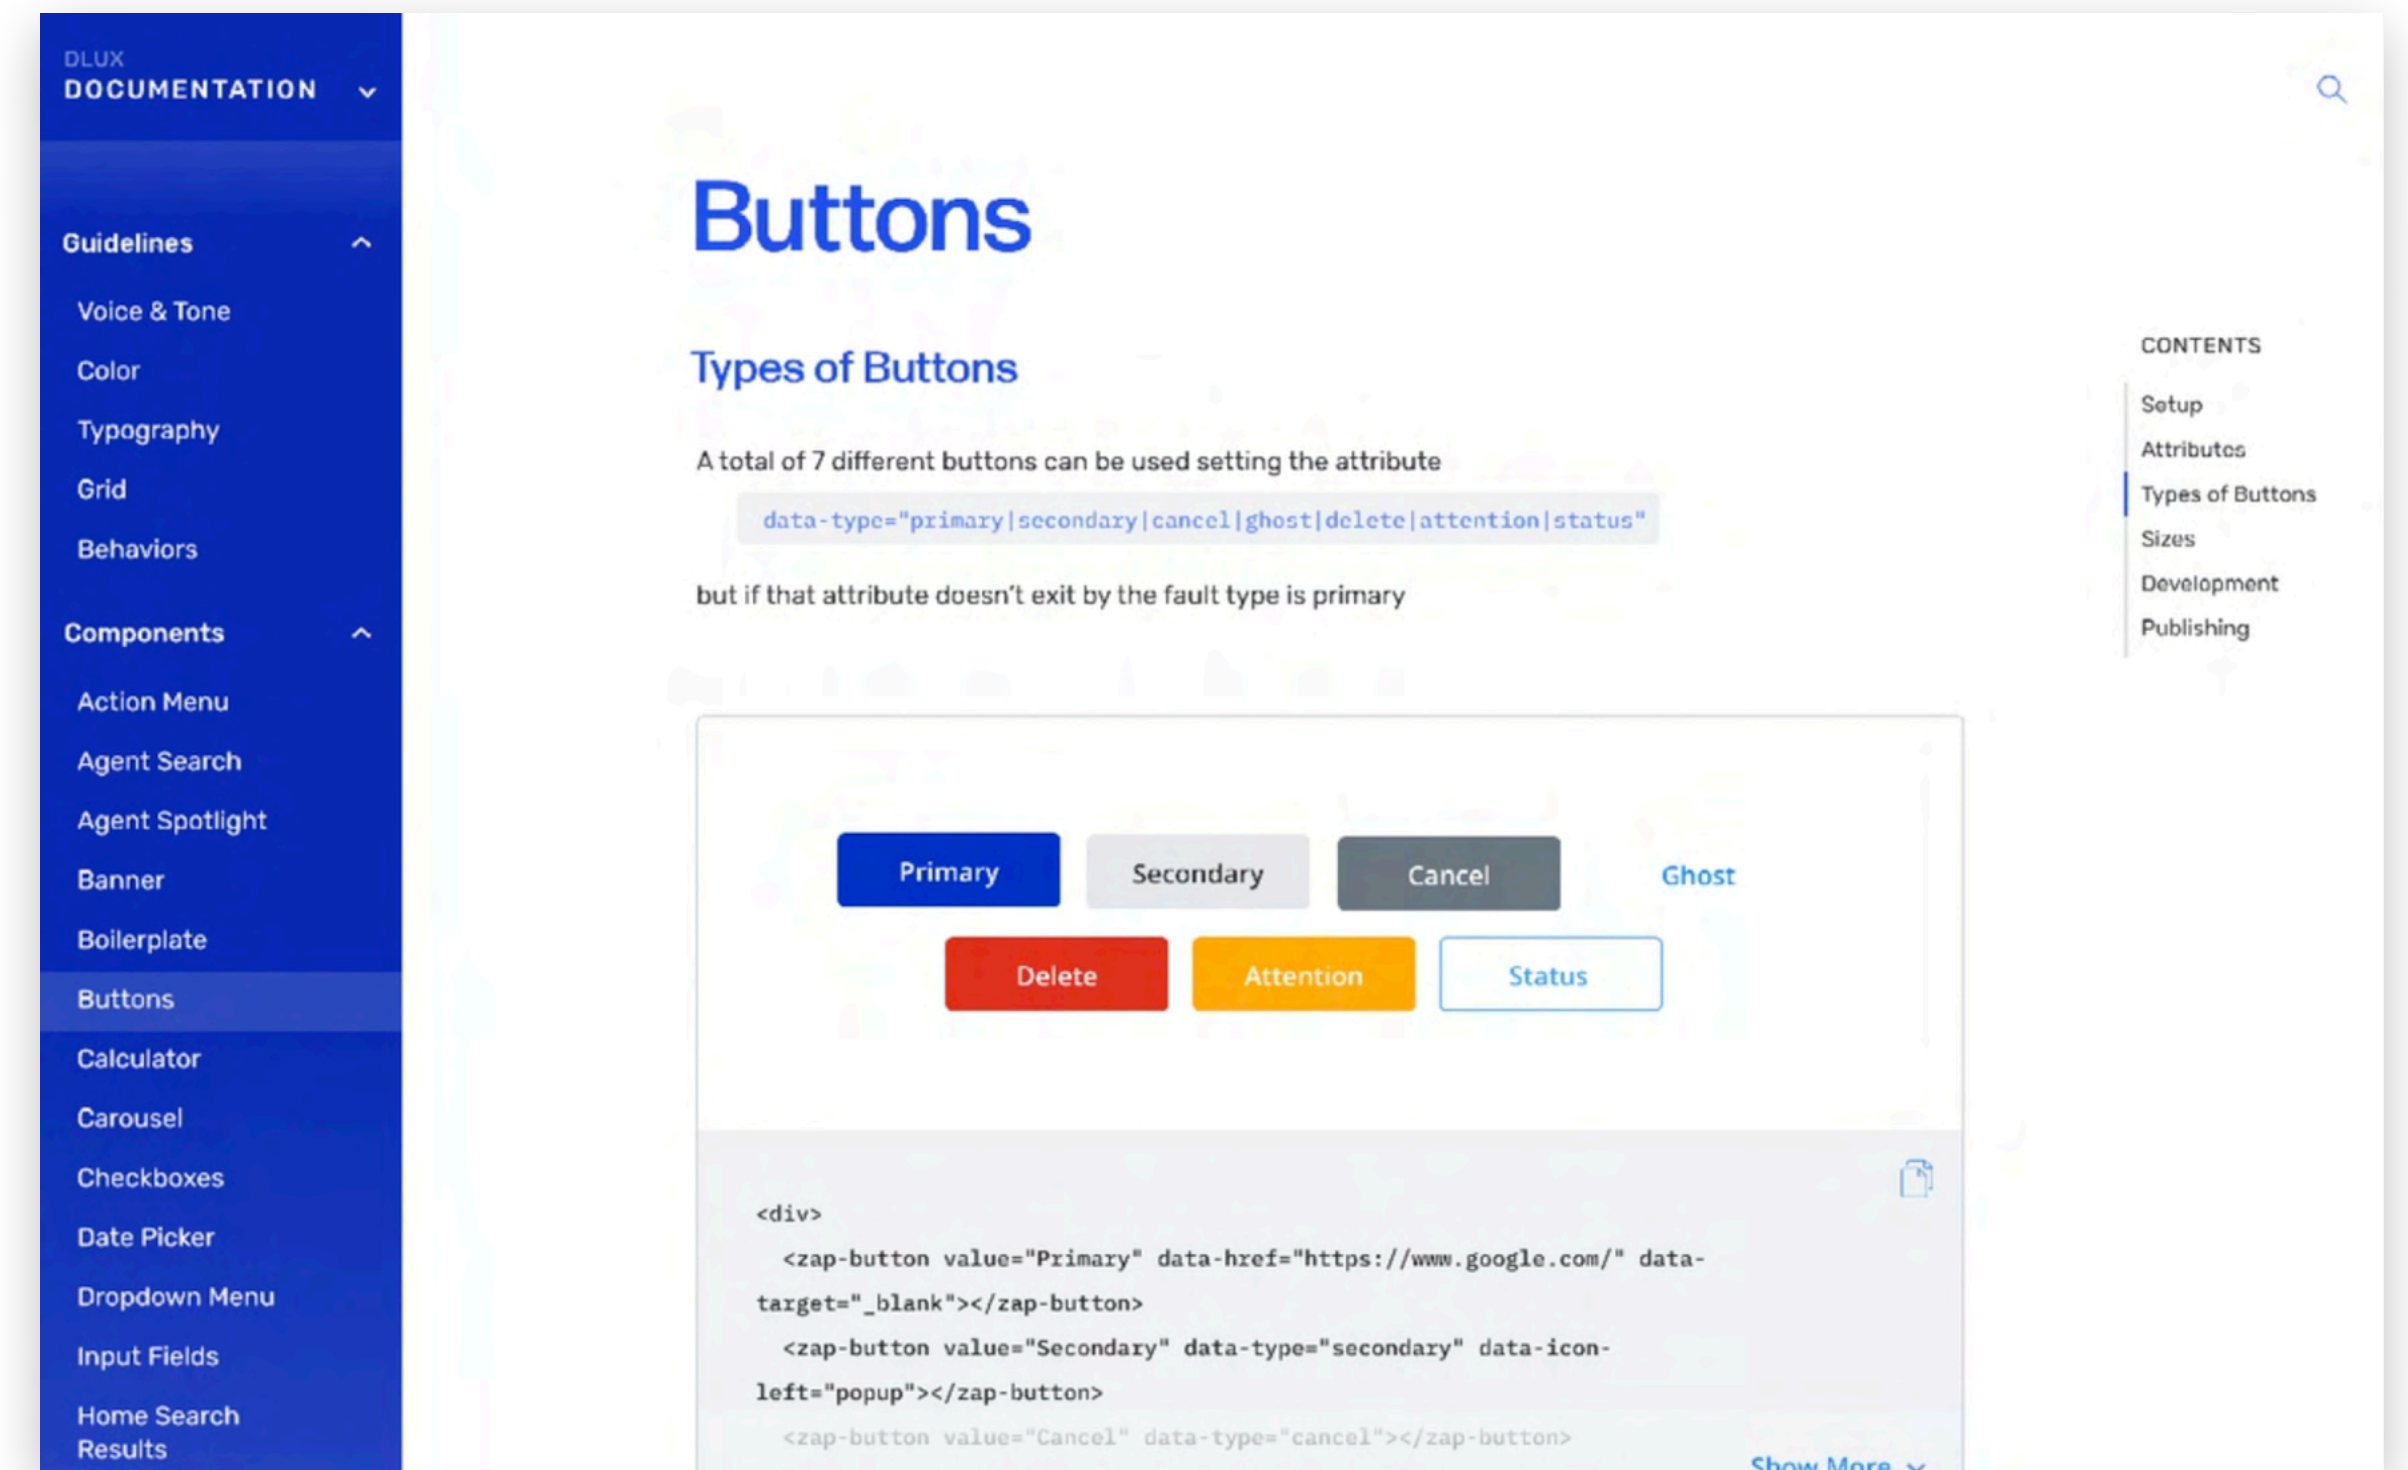 DLUX
DOCUMENTATION
Guidelines
Voice & Tone
Color
Typography
Grid
Behaviors
Components
Action Menu
Agent Search
Agent Spotlight
Banner
Boilerplate
Buttons
Calculator
Carousel
Checkboxes
Date Picker
Dropdown Menu
Input Fields
Home Search
Results
Buttons
Types of Buttons
A total of 7 different buttons can be used setting the attribute
data-type="primary|secondary|cancel|ghost|delete|attention|status"
but if that attribute doesn't exit by the fault type is primary
Primary
Secondary
Cancel
Ghost
Delete
Attention
Status
<div>
<zap-button value="Primary" data-href="https://www.google.com/" data-
target="_blank"></zap-button>
<zap-button value="Secondary" data-type="secondary" data-icon-
left="popup"></zap-button>
<zap-button value="Cancel" data-type="cancel"></zap-button>
Show More
CONTENTS
Setup
Attributes
Types of Buttons
Sizes
Development
Publishing